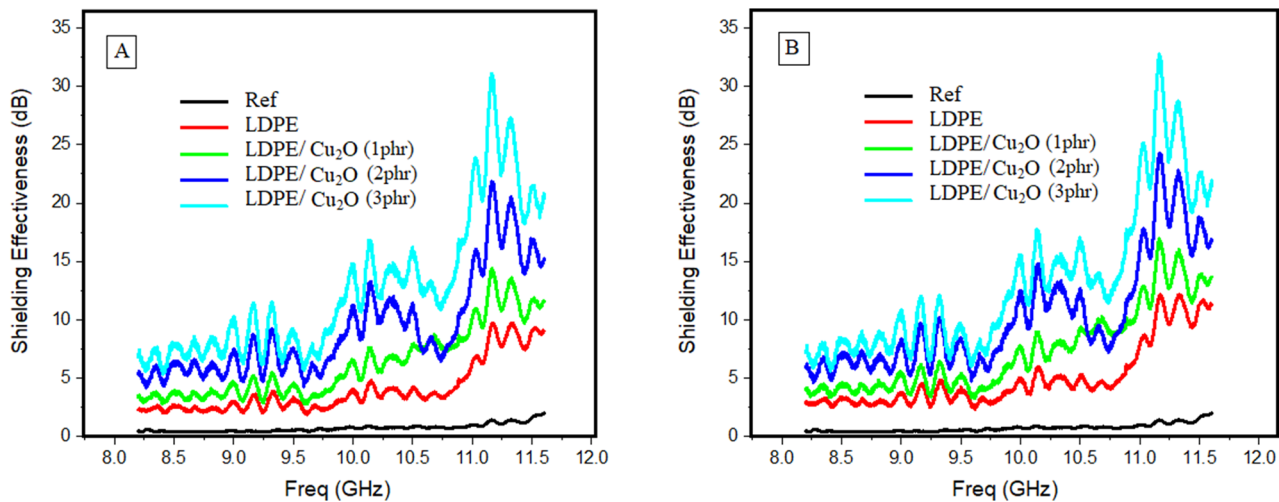 A
Shielding Effectiveness (dB)
35
30
25
20
15
10
5
0
Ref
LDPE
LDPE/ Cu₂O (1phr)
LDPE/ Cu₂O (2phr)
LDPE/ Cu₂O (3phr)
8.0 8.5 9.0 9.5 10.0 10.5 11.0 11.5 12.0
Freq (GHz)
B
Shielding Effectiveness (dB)
35
30
25
20
15
10
5
0
Ref
LDPE
LDPE/ Cu₂O (1phr)
LDPE/ Cu₂O (2phr)
LDPE/ Cu₂O (3phr)
8.0 8.5 9.0 9.5 10.0 10.5 11.0 11.5 12.0
Freq (GHz)